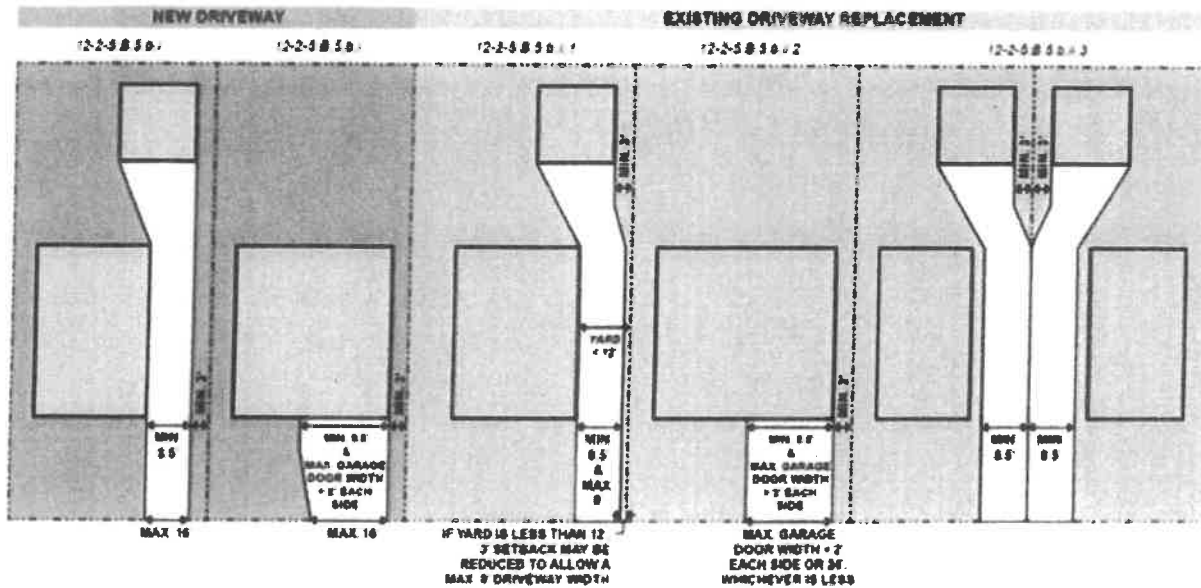 NEW DRIVEWAY
EXISTING DRIVEWAY REPLACEMENT
MIN. 3'
MIN. 3'
MIN. 3'
YARD
< 12'
MIN. 3'
MIN. 3'
MIN. 3'
MIN
8.5'
MIN. 8.5'
&
MAX GARAGE
DOOR WIDTH
+ 2' EACH
SIDE
MIN
8.5
&
MAX
9
MIN. 8.5'
&
MAX GARAGE
DOOR WIDTH
+ 2' EACH
SIDE
MIN
8.5'
MIN
8.5
MAX 16
MAX 16
IF YARD IS LESS THAN 12
3' SETBACK MAY BE
REDUCED TO ALLOW A
MAX 9 DRIVEWAY WIDTH
MAX GARAGE
DOOR WIDTH + 2'
EACH SIDE OR
WHICHEVER IS LESS